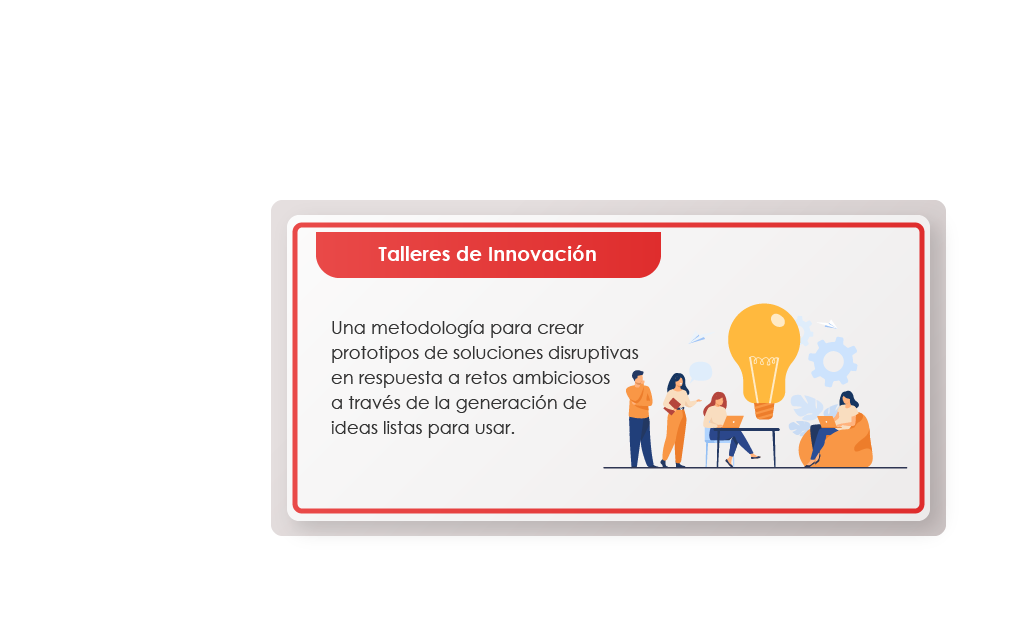 Talleres de Innovación
Una metodología para crear
prototipos de soluciones disruptivas
en respuesta a retos ambiciosos
a través de la generación de
ideas listas para usar.